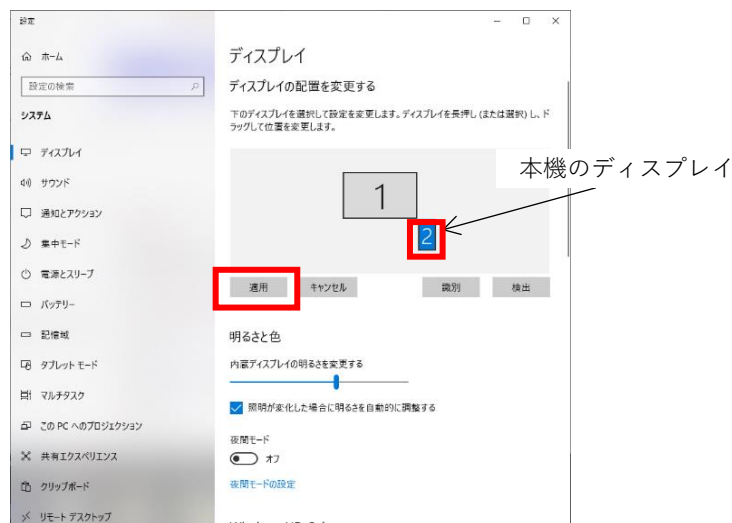 設定
ホーム
設定の検索
システム
ディスプレイ
サウンド
通知とアクション
集中モード
電源とスリープ
バッテリー
記憶域
タブレット モード
マルチタスク
この PC へのプロジェクション
共有エクスペリエンス
クリップボード
リモート デスクトップ
ディスプレイ
ディスプレイの配置を変更する
下のディスプレイを選択して設定を変更します。ディスプレイを長押し (または選択) し、ド
ラッグして位置を変更します。
本機のディスプレイ
1
2
適用
キャンセル
識別
検出
明るさと色
内蔵ディスプレイの明るさを変更する
照明が変化した場合に明るさを自動的に調整する
夜間モード
オフ
夜間モードの設定